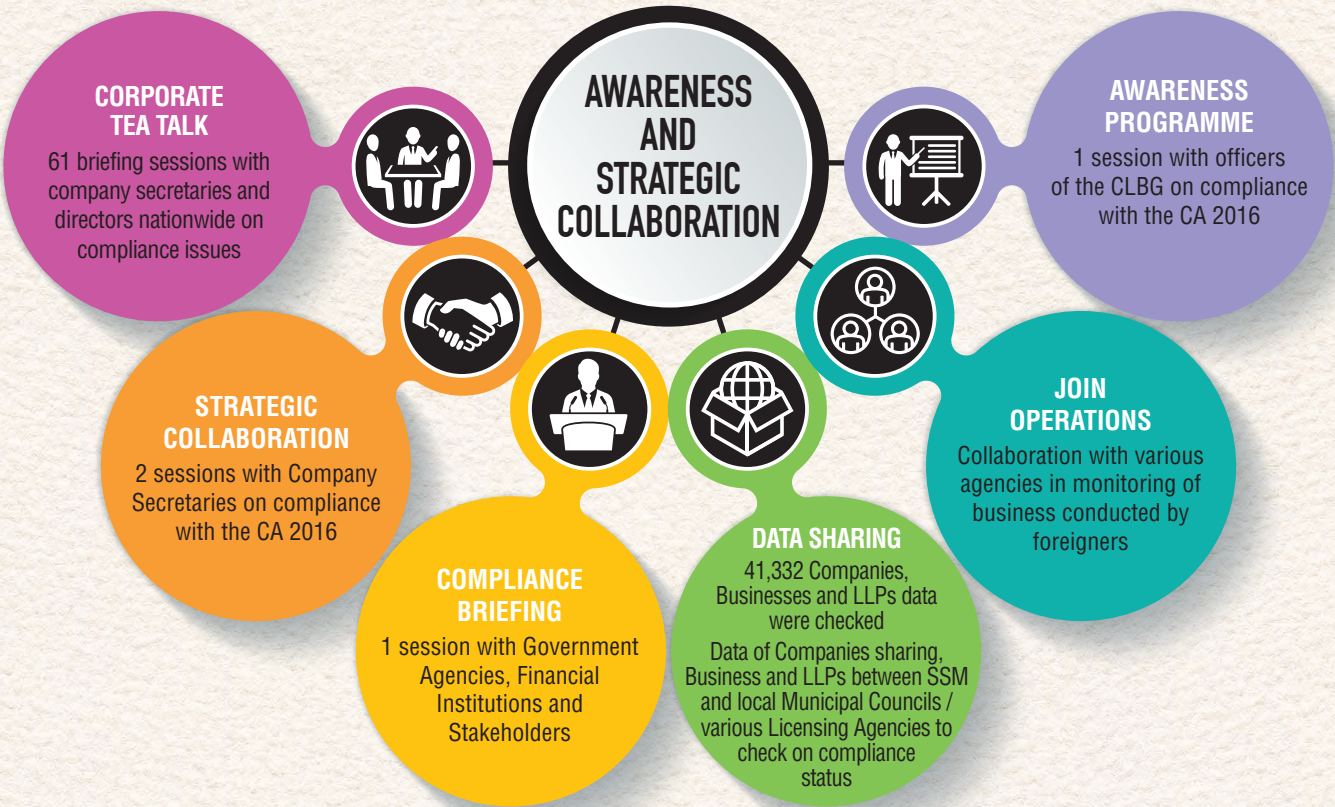 AWARENESS
AND
STRATEGIC
COLLABORATION
CORPORATE
TEA TALK
61 briefing sessions with
company secretaries and
directors nationwide on
compliance issues
STRATEGIC
COLLABORATION
2 sessions with Company
Secretaries on compliance
with the CA 2016
COMPLIANCE
BRIEFING
1 session with Government
Agencies, Financial
Institutions and
Stakeholders
DATA SHARING
41,332 Companies,
Businesses and LLPs data
were checked
Data of Companies sharing,
Business and LLPs between SSM
and local Municipal Councils /
various Licensing Agencies to
check on compliance
status
JOIN
OPERATIONS
Collaboration with various
agencies in monitoring of
business conducted by
foreigners
AWARENESS
PROGRAMME
1 session with officers
of the CLBG on compliance
with the CA 2016